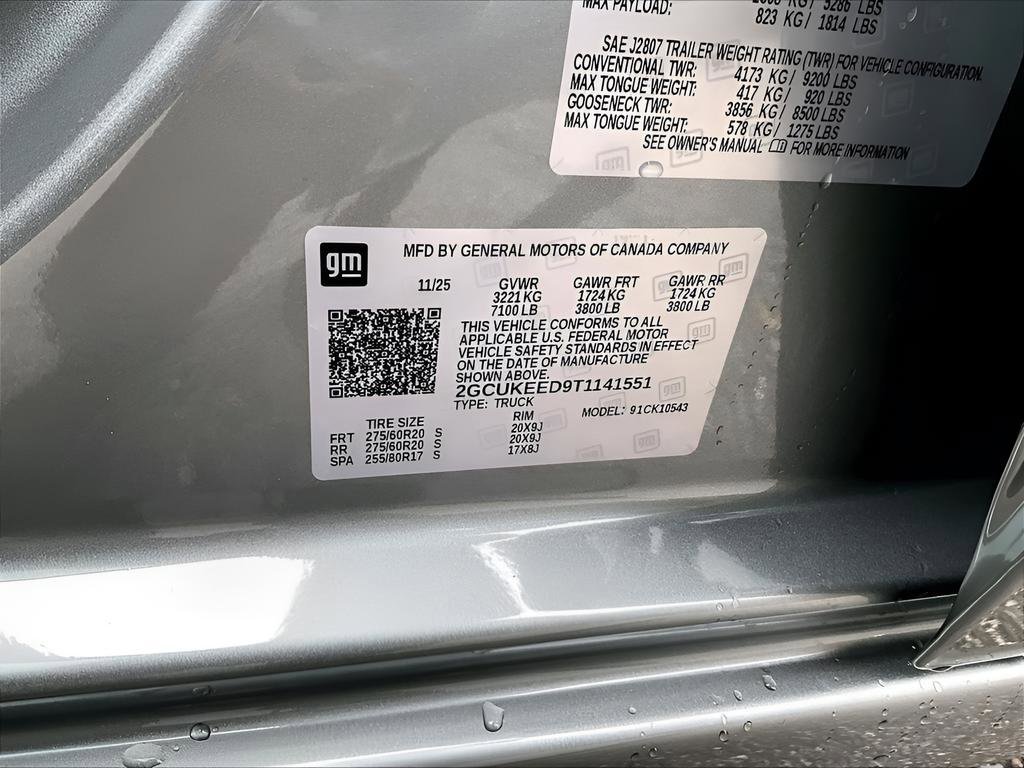 MAX PAYLOAD: 823 KG / 1814 LBS
SAE J2807 TRAILER WEIGHT RATING (TWR) FOR VEHICLE CONFIGURATION.
CONVENTIONAL TWR: 4173 KG / 9200 LBS
MAX TONGUE WEIGHT: 417 KG / 920 LBS
GOOSENECK TWR: 3856 KG / 8500 LBS
MAX TONGUE WEIGHT: 578 KG / 1275 LBS
SEE OWNER'S MANUAL FOR MORE INFORMATION
gm
MFD BY GENERAL MOTORS OF CANADA COMPANY
11/25 GVWR GAWR FRT GAWR RR
3221 KG 1724 KG 1724 KG
7100 LB 3800 LB 3800 LB
THIS VEHICLE CONFORMS TO ALL
APPLICABLE U.S. FEDERAL MOTOR
VEHICLE SAFETY STANDARDS IN EFFECT
ON THE DATE OF MANUFACTURE
SHOWN ABOVE.
2GCUKEED9T1141551
TYPE: TRUCK MODEL: 91CK10543
TIRE SIZE RIM
FRT 275/60R20 S 20X9J
RR 275/60R20 S 20X9J
SPA 255/80R17 S 17X8J